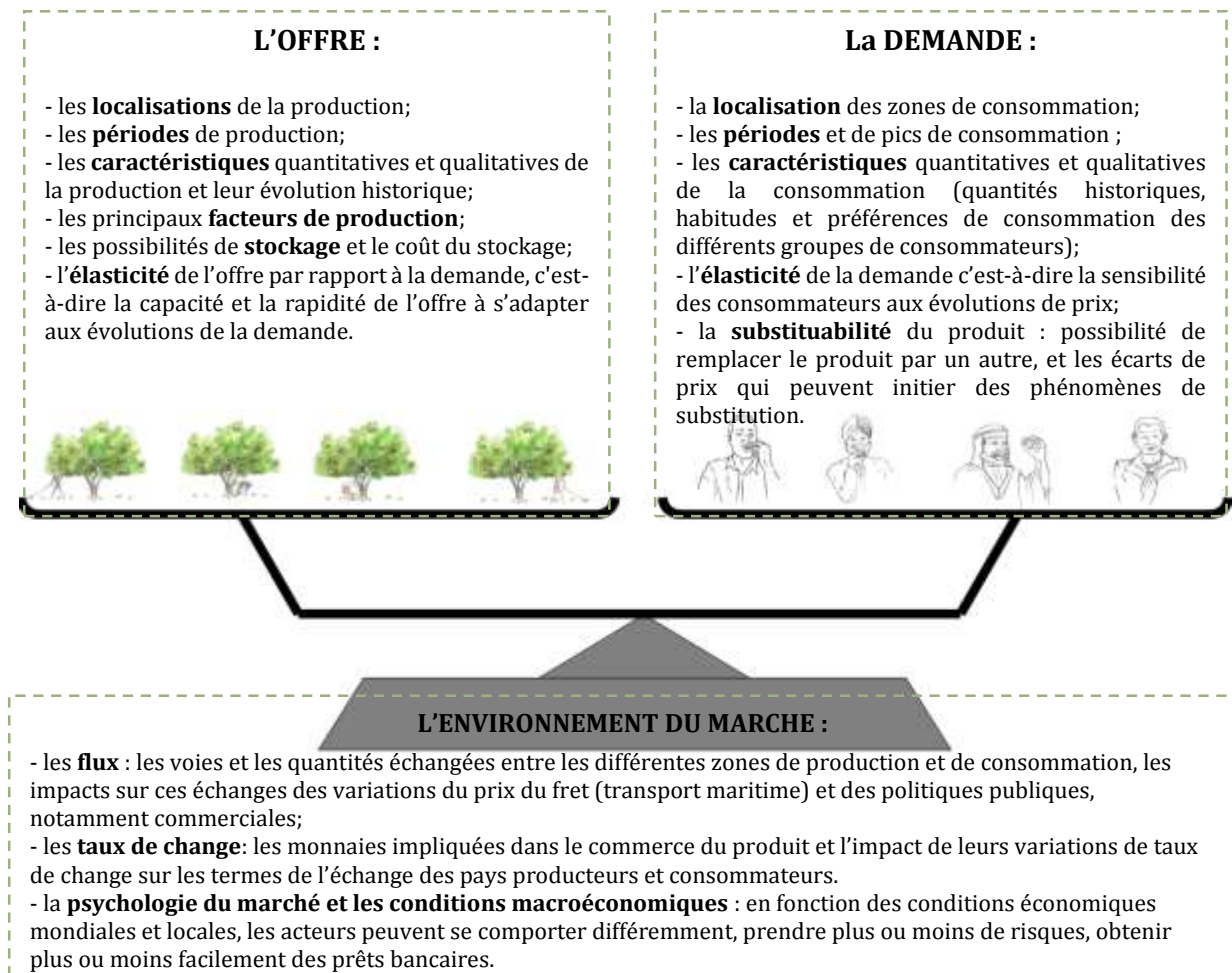 L’OFFRE :
- les localisations de la production;
- les périodes de production;
- les caractéristiques quantitatives et qualitatives de
la production et leur évolution historique;
- les principaux facteurs de production;
- les possibilités de stockage et le coût du stockage;
- l’élasticité de l’offre par rapport à la demande, c'est-
à-dire la capacité et la rapidité de l’offre à s’adapter
aux évolutions de la demande.
La DEMANDE :
- la localisation des zones de consommation;
- les périodes et de pics de consommation ;
- les caractéristiques quantitatives et qualitatives
de la consommation (quantités historiques,
habitudes et préférences de consommation des
différents groupes de consommateurs);
- l’élasticité de la demande c’est-à-dire la sensibilité
des consommateurs aux évolutions de prix;
- la substituabilité du produit : possibilité de
remplacer le produit par un autre, et les écarts de
prix qui peuvent initier des phénomènes de
substitution.
L’ENVIRONNEMENT DU MARCHE :
- les flux : les voies et les quantités échangées entre les différentes zones de production et de consommation, les
impacts sur ces échanges des variations du prix du fret (transport maritime) et des politiques publiques,
notamment commerciales;
- les taux de change: les monnaies impliquées dans le commerce du produit et l’impact de leurs variations de taux
de change sur les termes de l’échange des pays producteurs et consommateurs.
- la psychologie du marché et les conditions macroéconomiques : en fonction des conditions économiques
mondiales et locales, les acteurs peuvent se comporter différemment, prendre plus ou moins de risques, obtenir
plus ou moins facilement des prêts bancaires.